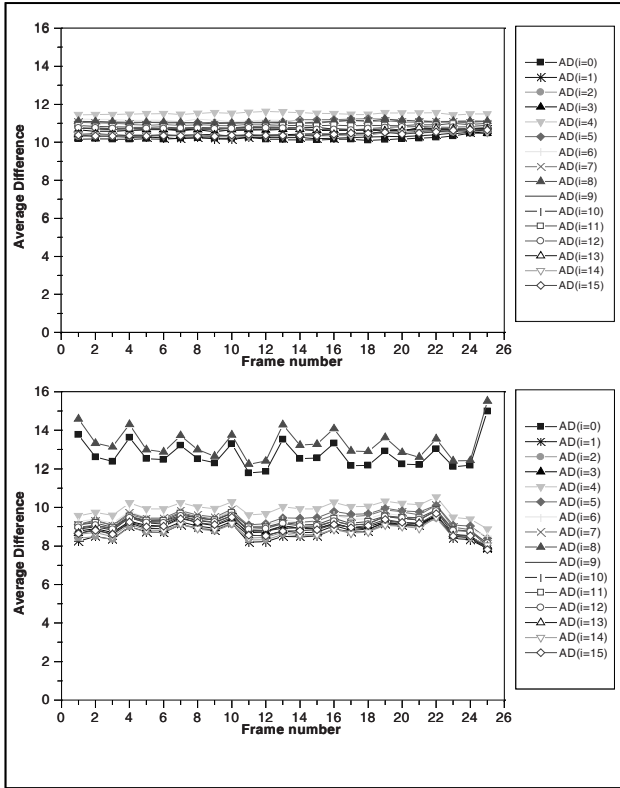 16
14
12
10
8
6
4
2
0
Average Difference
0 2 4 6 8 10 12 14 16 18 20 22 24 26
Frame number
AD(i=0)
AD(i=1)
AD(i=2)
AD(i=3)
AD(i=4)
AD(i=5)
AD(i=6)
AD(i=7)
AD(i=8)
AD(i=9)
AD(i=10)
AD(i=11)
AD(i=12)
AD(i=13)
AD(i=14)
AD(i=15)
16
14
12
10
8
6
4
2
0
Average Difference
0 2 4 6 8 10 12 14 16 18 20 22 24 26
Frame number
AD(i=0)
AD(i=1)
AD(i=2)
AD(i=3)
AD(i=4)
AD(i=5)
AD(i=6)
AD(i=7)
AD(i=8)
AD(i=9)
AD(i=10)
AD(i=11)
AD(i=12)
AD(i=13)
AD(i=14)
AD(i=15)